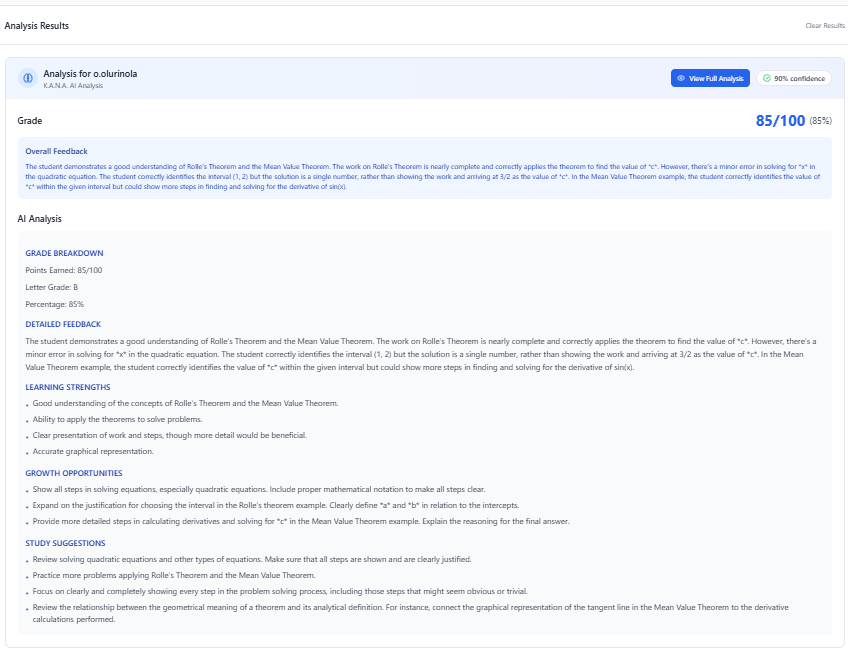 Analysis Results
Clear Results
Analysis for o.olurinola
K.A.N.A. AI Analysis
View Full Analysis
90% confidence
Grade
85/100 (85%)
Overall Feedback
The student demonstrates a good understanding of Rolle's Theorem and the Mean Value Theorem. The work on Rolle's Theorem is nearly complete and correctly applies the theorem to find the value of *c*. However, there's a minor error in solving for *x* in
the quadratic equation. The student correctly identifies the interval (1, 2) but the solution is a single number, rather than showing the work and arriving at 3/2 as the value of *c*. In the Mean Value Theorem example, the student correctly identifies the value of
*c* within the given interval but could show more steps in finding and solving for the derivative of sin(x).
AI Analysis
GRADE BREAKDOWN
Points Earned: 85/100
Letter Grade: B
Percentage: 85%
DETAILED FEEDBACK
The student demonstrates a good understanding of Rolle's Theorem and the Mean Value Theorem. The work on Rolle's Theorem is nearly complete and correctly applies the theorem to find the value of *c*. However, there's a
minor error in solving for *x* in the quadratic equation. The student correctly identifies the interval (1, 2) but the solution is a single number, rather than showing the work and arriving at 3/2 as the value of *c*. In the Mean
Value Theorem example, the student correctly identifies the value of *c* within the given interval but could show more steps in finding and solving for the derivative of sin(x).
LEARNING STRENGTHS
• Good understanding of the concepts of Rolle's Theorem and the Mean Value Theorem.
• Ability to apply the theorems to solve problems.
• Clear presentation of work and steps, though more detail would be beneficial.
• Accurate graphical representation.
GROWTH OPPORTUNITIES
• Show all steps in solving equations, especially quadratic equations. Include proper mathematical notation to make all steps clear.
• Expand on the justification for choosing the interval in the Rolle's theorem example. Clearly define *a* and *b* in relation to the intercepts.
• Provide more detailed steps in calculating derivatives and solving for *c* in the Mean Value Theorem example. Explain the reasoning for the final answer.
STUDY SUGGESTIONS
• Review solving quadratic equations and other types of equations. Make sure that all steps are shown and are clearly justified.
• Practice more problems applying Rolle's Theorem and the Mean Value Theorem.
• Focus on clearly and completely showing every step in the problem solving process, including those steps that might seem obvious or trivial.
• Review the relationship between the geometrical meaning of a theorem and its analytical definition. For instance, connect the graphical representation of the tangent line in the Mean Value Theorem to the derivative
calculations performed.